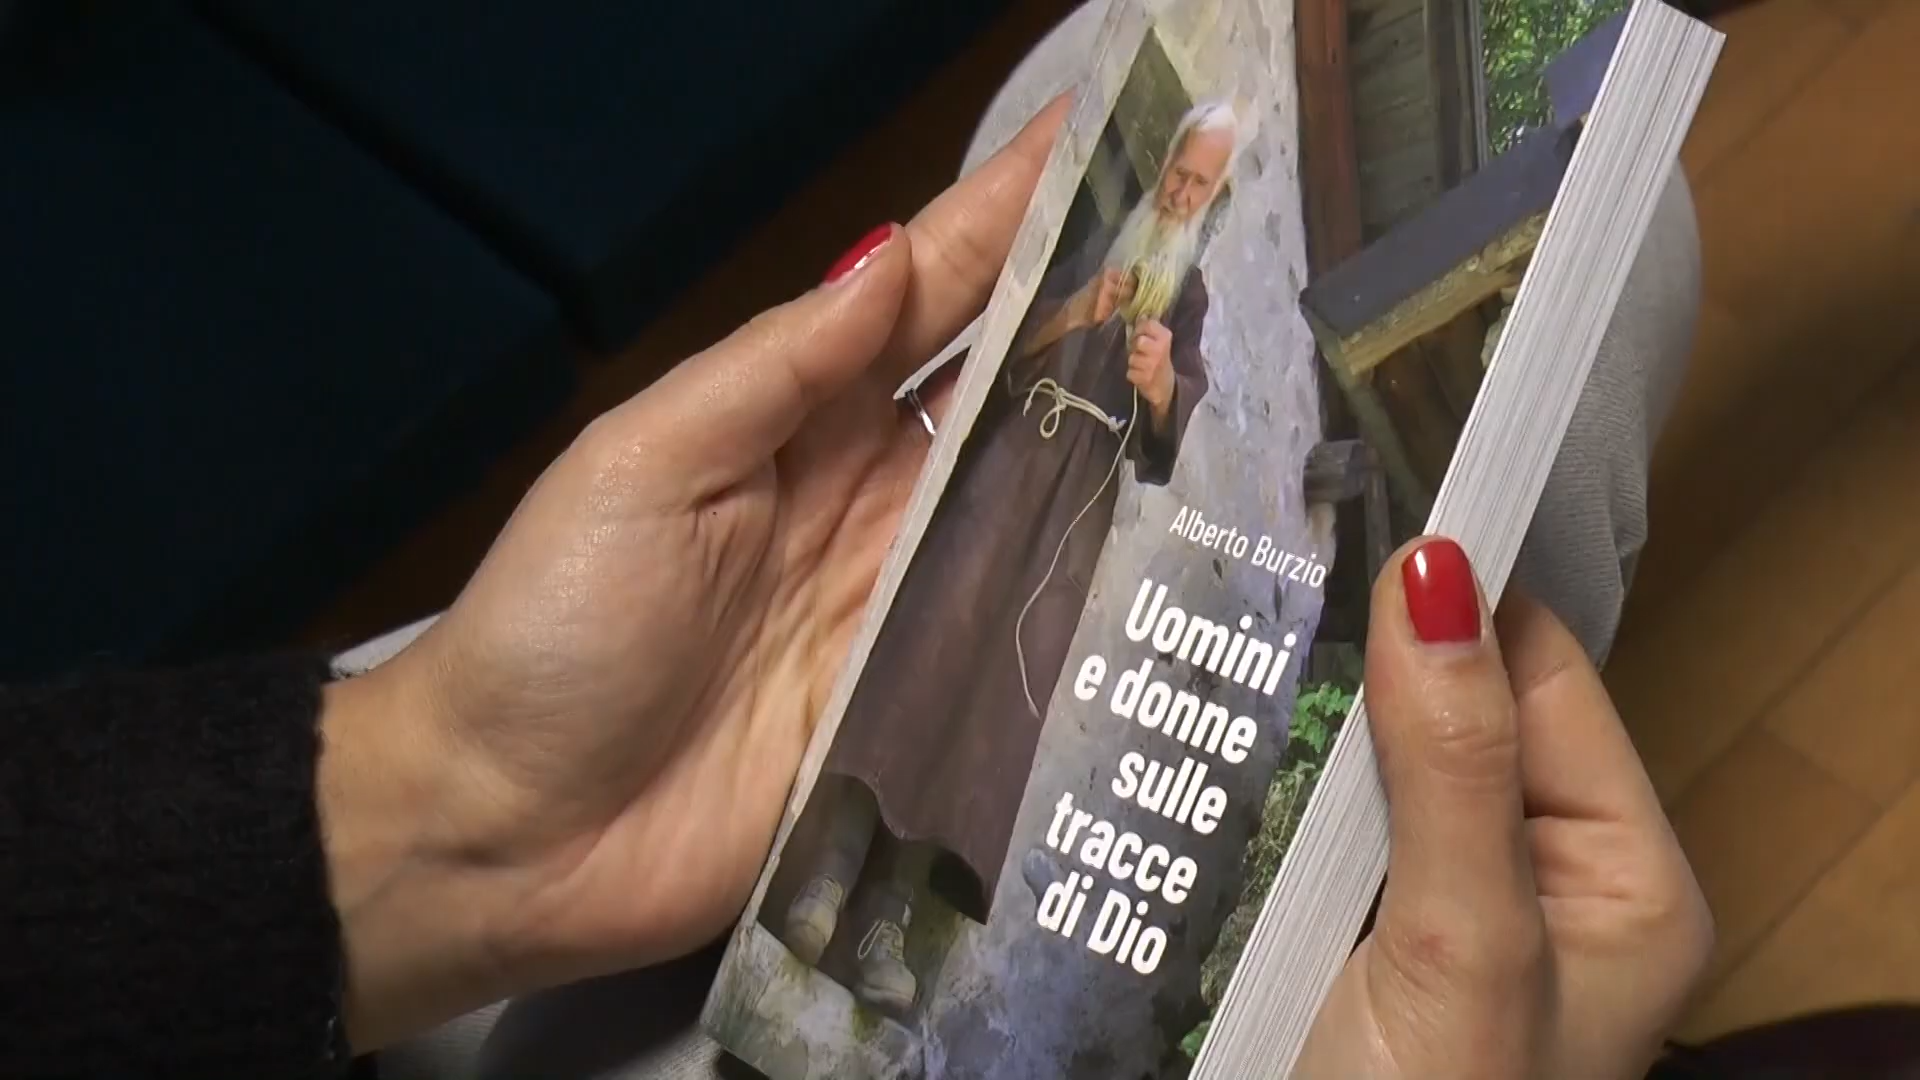 Alberto Burzio
Uomini
e donne
sulle
tracce
di Dio